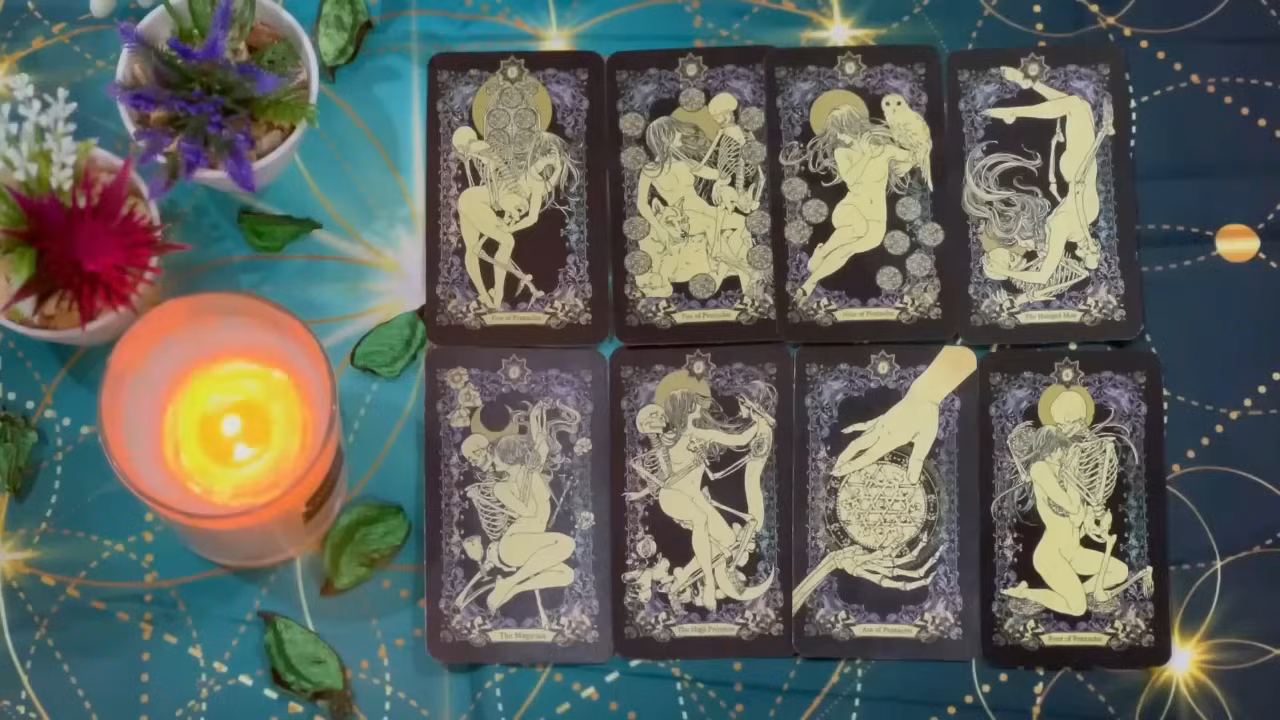 Five of Pentacles
Ten of Pentacles
Nine of Pentacles
The Hanged Man
The Magician
The High Priestess
Ace of Pentacles
of Pentacles